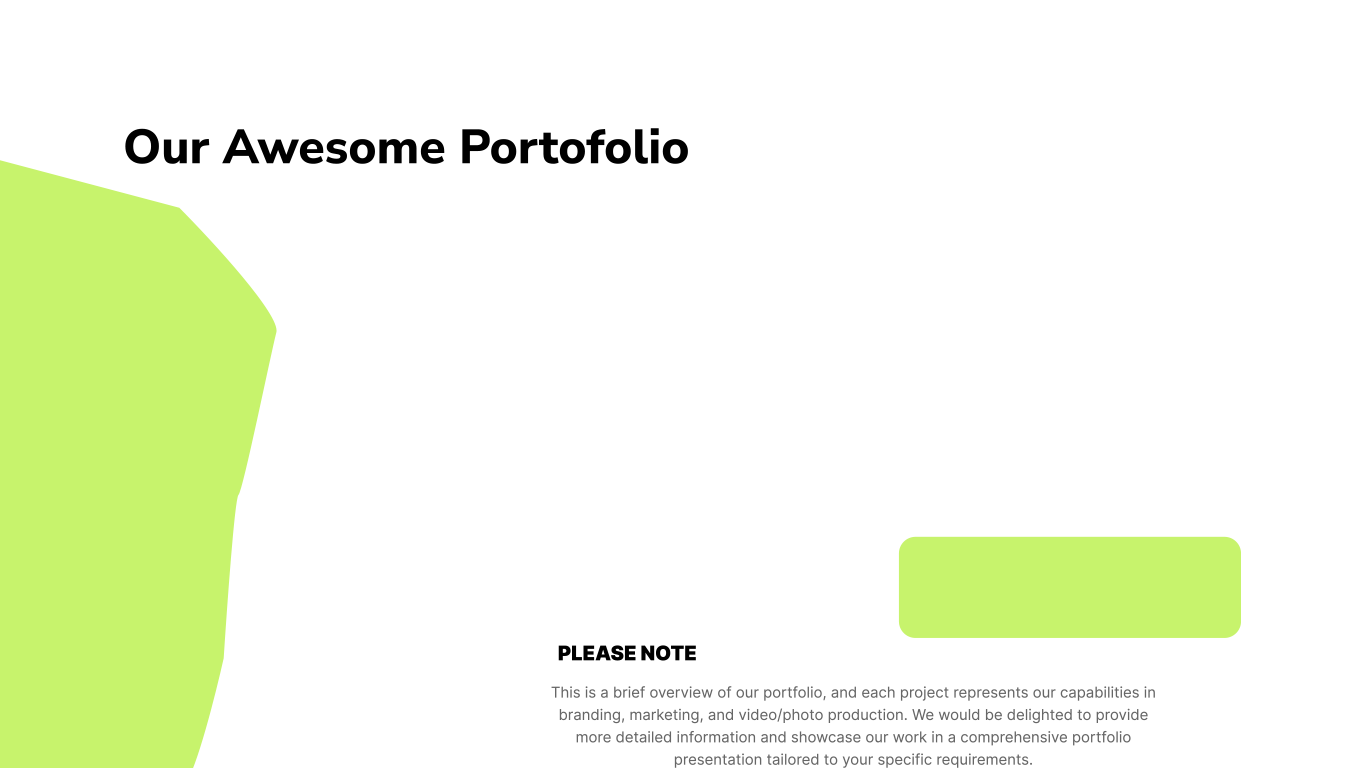 Our Awesome Portofolio
PLEASE NOTE
This is a brief overview of our portfolio, and each project represents our capabilities in
branding, marketing, and video/photo production. We would be delighted to provide
more detailed information and showcase our work in a comprehensive portfolio
presentation tailored to your specific requirements.